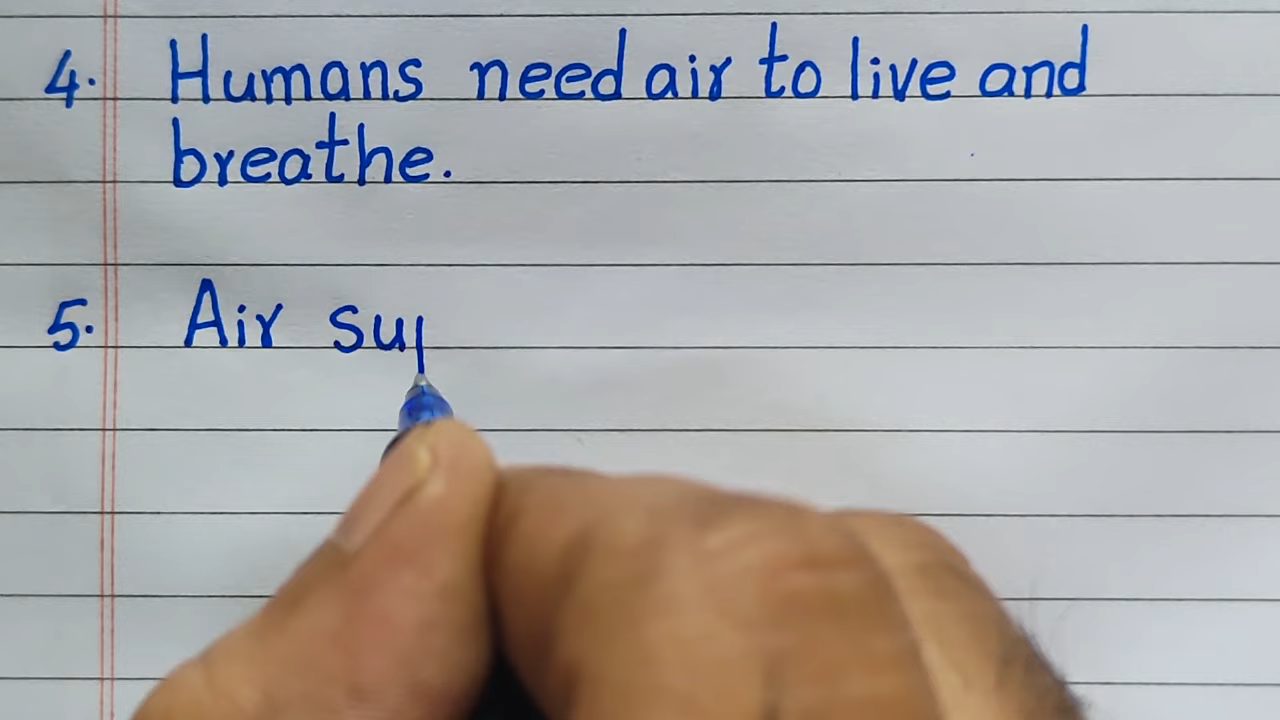 4. Humans need air to live and
breathe.
5. Air su